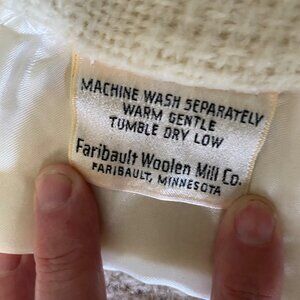 MACHINE WASH SEPARATELY
WARM GENTLE
TUMBLE DRY LOW
Faribault Woolen Mill Co.
FARIBAULT, MINNESOTA